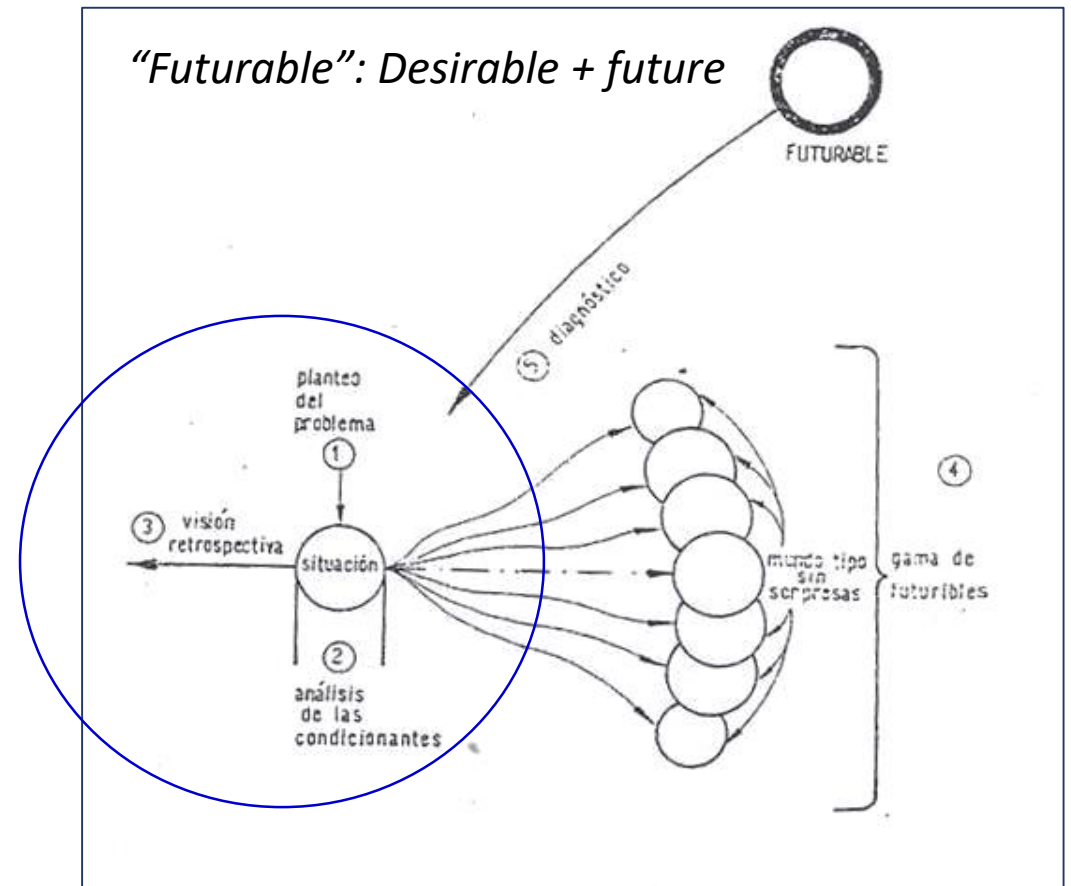 “Futurable”: Desirable + future
FUTURABLE
5 diagnóstico
planteo
del
problema
1
3 visión
retrospectiva
situación
2
análisis
de las
condicionantes
mundo tipo
sin
sorpresas
4
gama de
futuribles